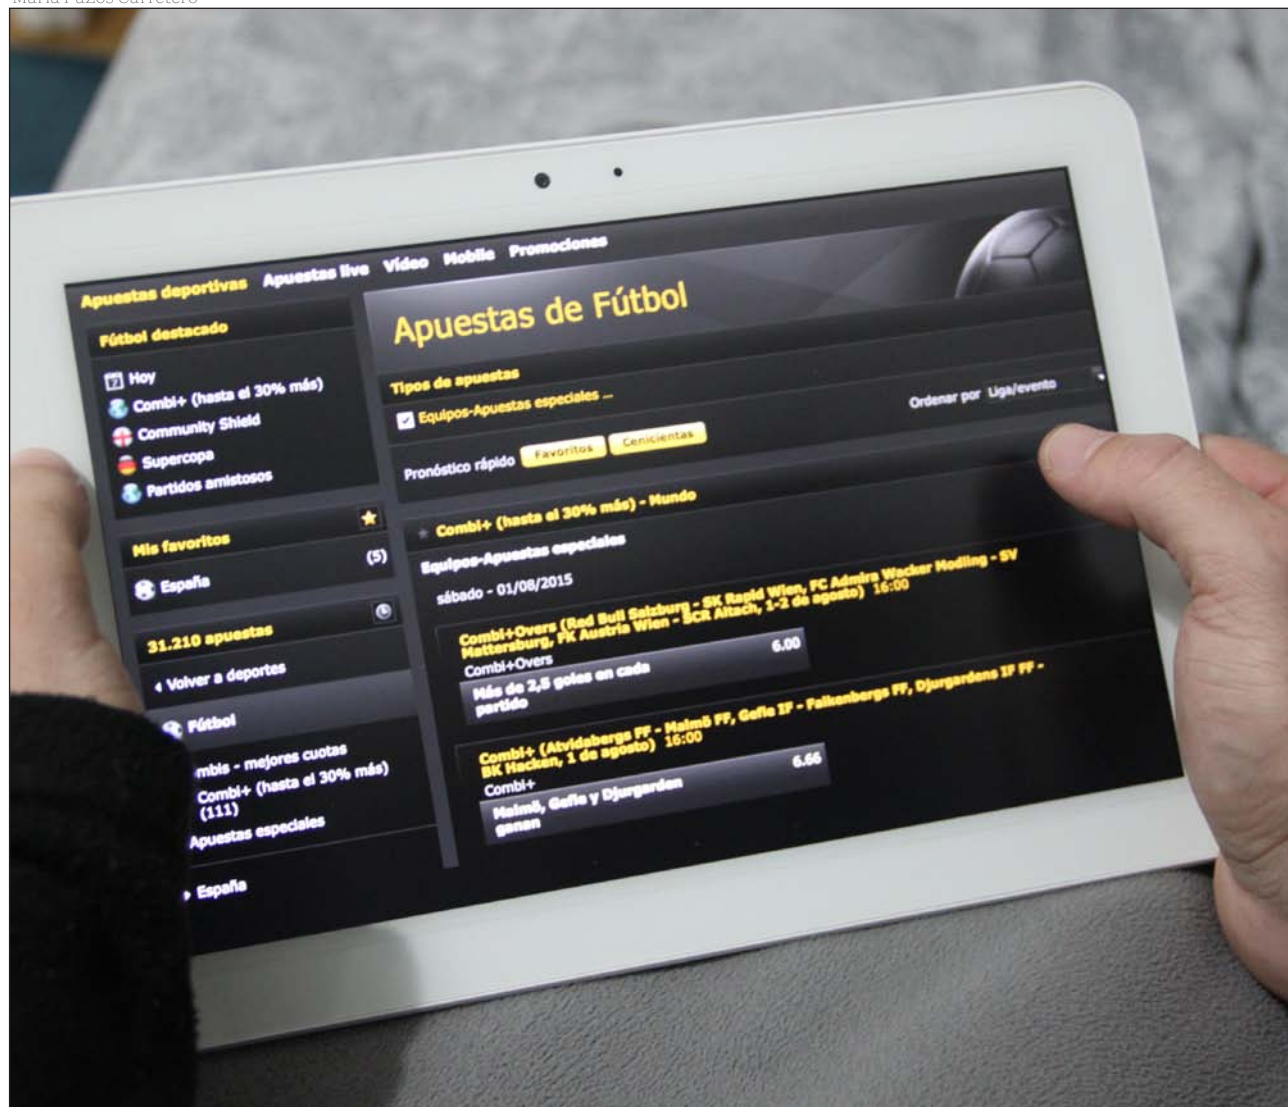 María Pazos Carretero
Apuestas deportivas Apuestas live Vídeo Mobile Promociones
Fútbol destacado
Hoy
Combi+ (hasta el 30% más)
Community Shield
Supercopa
Partidos amistosos
Mis favoritos
España (5)
31.210 apuestas
Volver a deportes
Fútbol
mbis - mejores cuotas
Combi+ (hasta el 30% más)
(111)
Apuestas especiales
España
Apuestas de Fútbol
Tipos de apuestas
Equipos-Apuestas especiales ...
Ordenar por Liga/evento
Pronóstico rápido Favoritos Cenicientas
Combi+ (hasta el 30% más) - Mundo
Equipos-Apuestas especiales
sábado - 01/08/2015
Combi+Overs (Red Bull Salzburg - SK Rapid Wien, FC Admira Wacker Modling - SV
Mattersburg, FK Austria Wien - SCR Altach, 1-2 de agosto) 16:00
Combi+Overs
Más de 2,5 goles en cada 6.00
partido
Combi+ (Atvidabergs FF - Malmö FF, Gefle IF - Falkenbergs FF, Djurgardens IF FF -
BK Hacken, 1 de agosto) 16:00
Combi+
Malmö, Gefle y Djurgarden 6.66
ganan